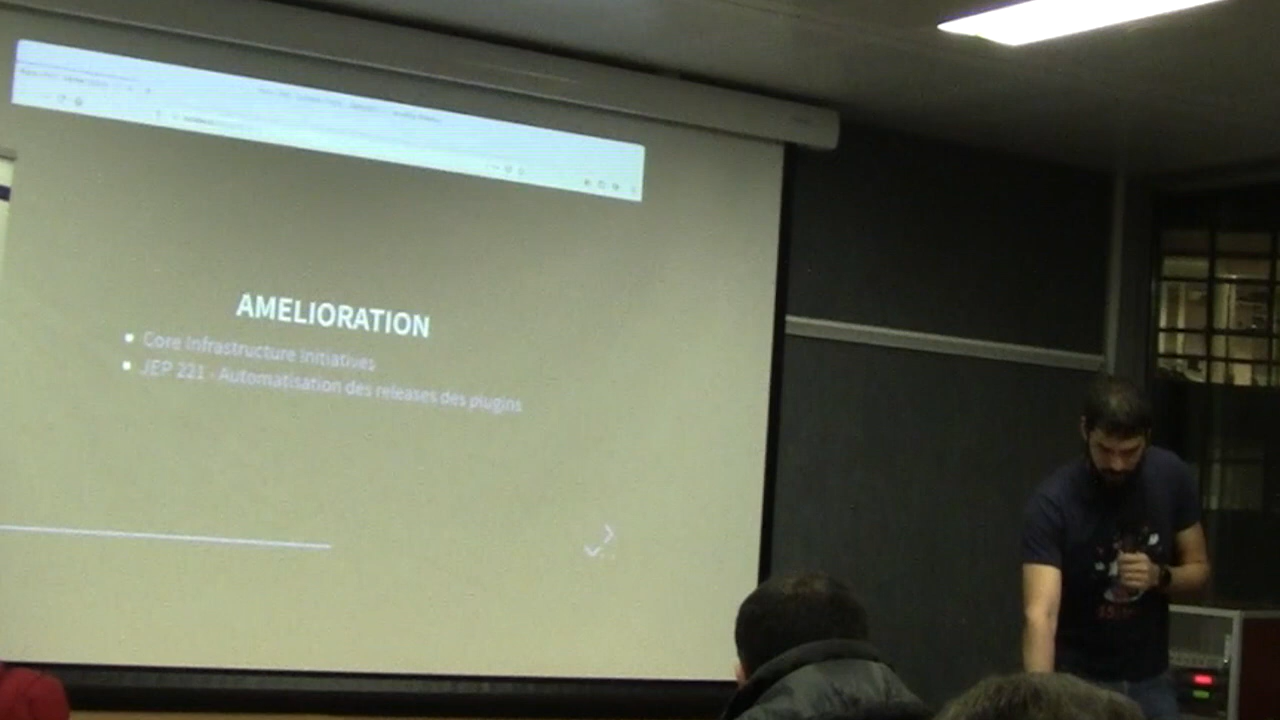 AMELIORATION
Core Infrastructure Initiatives
JEP 221 - Automatisation des releases des plugins